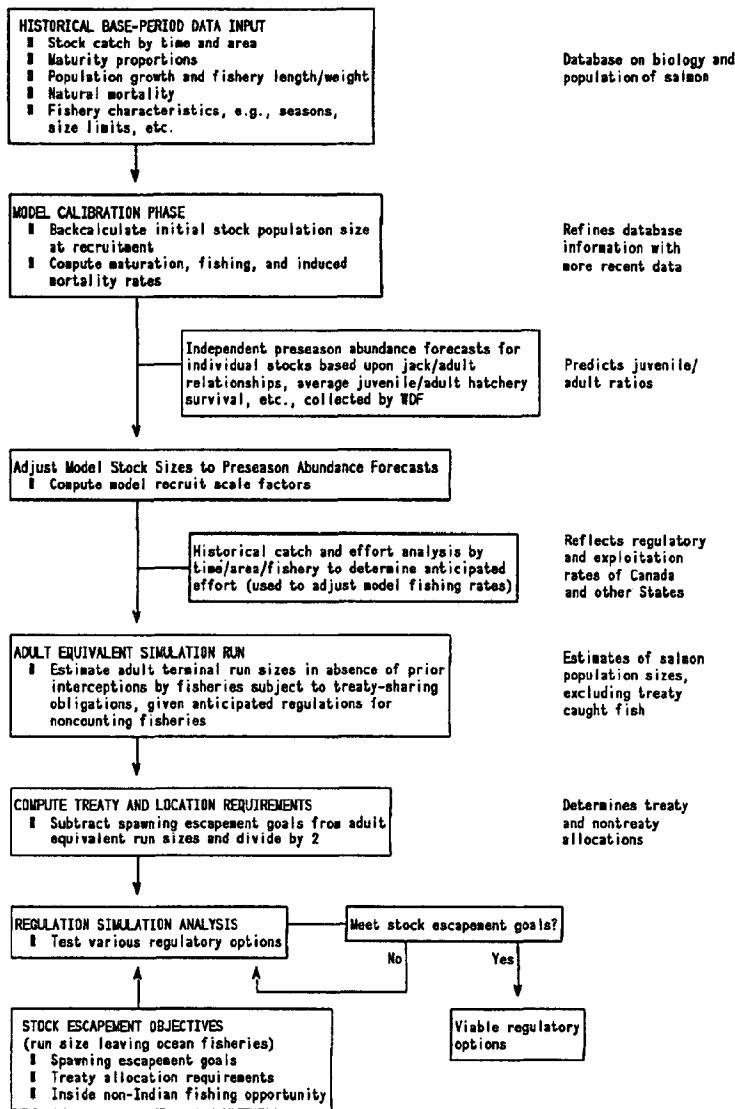 HISTORICAL BASE-PERIOD DATA INPUT
▮ Stock catch by time and area
▮ Maturity proportions
▮ Population growth and fishery length/weight
▮ Natural mortality
▮ Fishery characteristics, e.g., seasons,
size limits, etc.
Database on biology and
population of salmon
MODEL CALIBRATION PHASE
▮ Backcalculate initial stock population size
at recruitment
▮ Compute maturation, fishing, and induced
mortality rates
Refines database
information with
more recent data
Independent preseason abundance forecasts for
individual stocks based upon jack/adult
relationships, average juvenile/adult hatchery
survival, etc., collected by WDF
Predicts juvenile/
adult ratios
Adjust Model Stock Sizes to Preseason Abundance Forecasts
▮ Compute model recruit scale factors
Historical catch and effort analysis by
time/area/fishery to determine anticipated
effort (used to adjust model fishing rates)
Reflects regulatory
and exploitation
rates of Canada
and other States
ADULT EQUIVALENT SIMULATION RUN
▮ Estimate adult terminal run sizes in absence of prior
interceptions by fisheries subject to treaty-sharing
obligations, given anticipated regulations for
noncounting fisheries
Estimates of salmon
population sizes,
excluding treaty
caught fish
COMPUTE TREATY AND LOCATION REQUIREMENTS
▮ Subtract spawning escapement goals from adult
equivalent run sizes and divide by 2
Determines treaty
and nontreaty
allocations
REGULATION SIMULATION ANALYSIS
▮ Test various regulatory options
Meet stock escapement goals?
No
Yes
STOCK ESCAPEMENT OBJECTIVES
(run size leaving ocean fisheries)
▮ Spawning escapement goals
▮ Treaty allocation requirements
▮ Inside non-Indian fishing opportunity
Viable regulatory
options